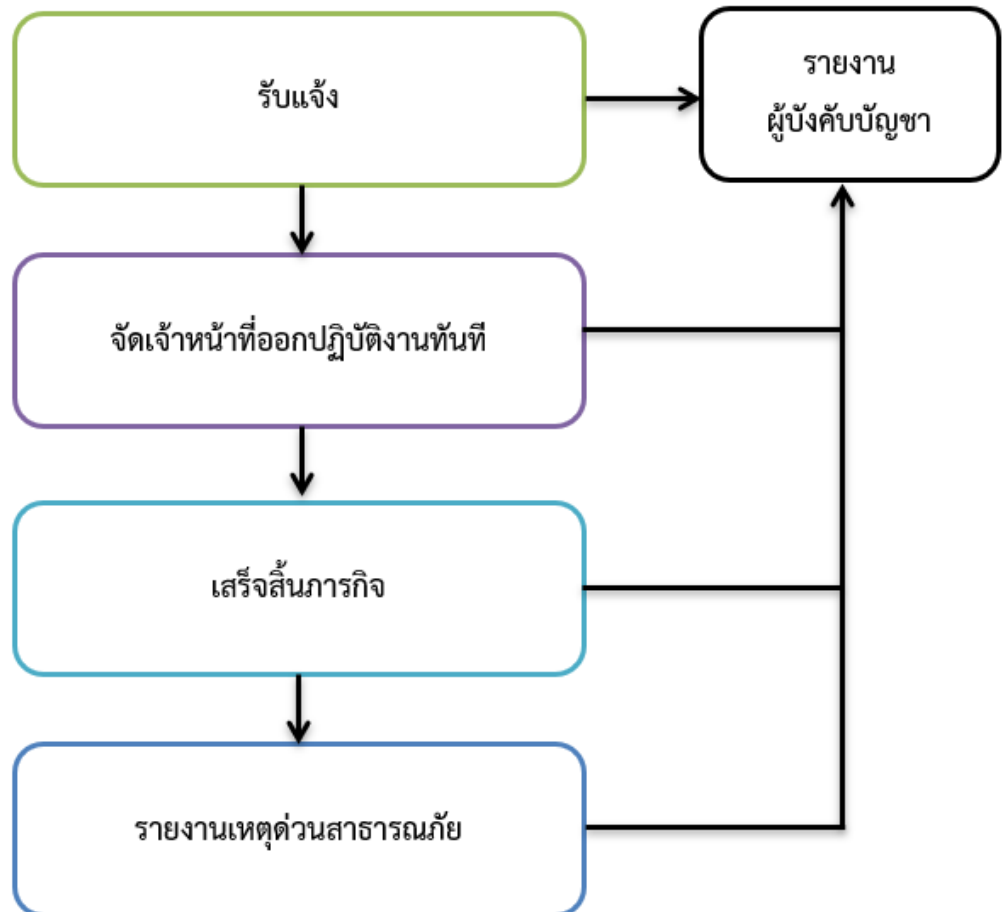 รับแจ้ง
รายงาน
ผู้บังคับบัญชา
จัดเจ้าหน้าที่ออกปฏิบัติงานทันที
เสร็จสิ้นภารกิจ
รายงานเหตุด่วนสาธารณภัย